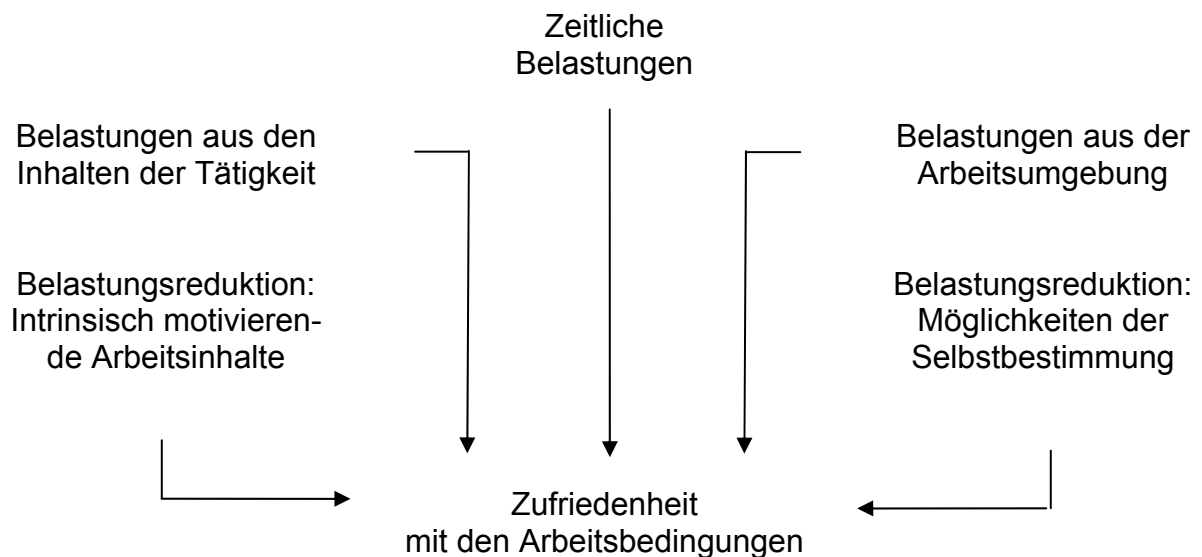 Zeitliche
Belastungen
Belastungen aus den
Inhalten der Tätigkeit
Belastungen aus der
Arbeitsumgebung
Belastungsreduktion:
Intrinsisch motivieren-
de Arbeitsinhalte
Belastungsreduktion:
Möglichkeiten der
Selbstbestimmung
Zufriedenheit
mit den Arbeitsbedingungen